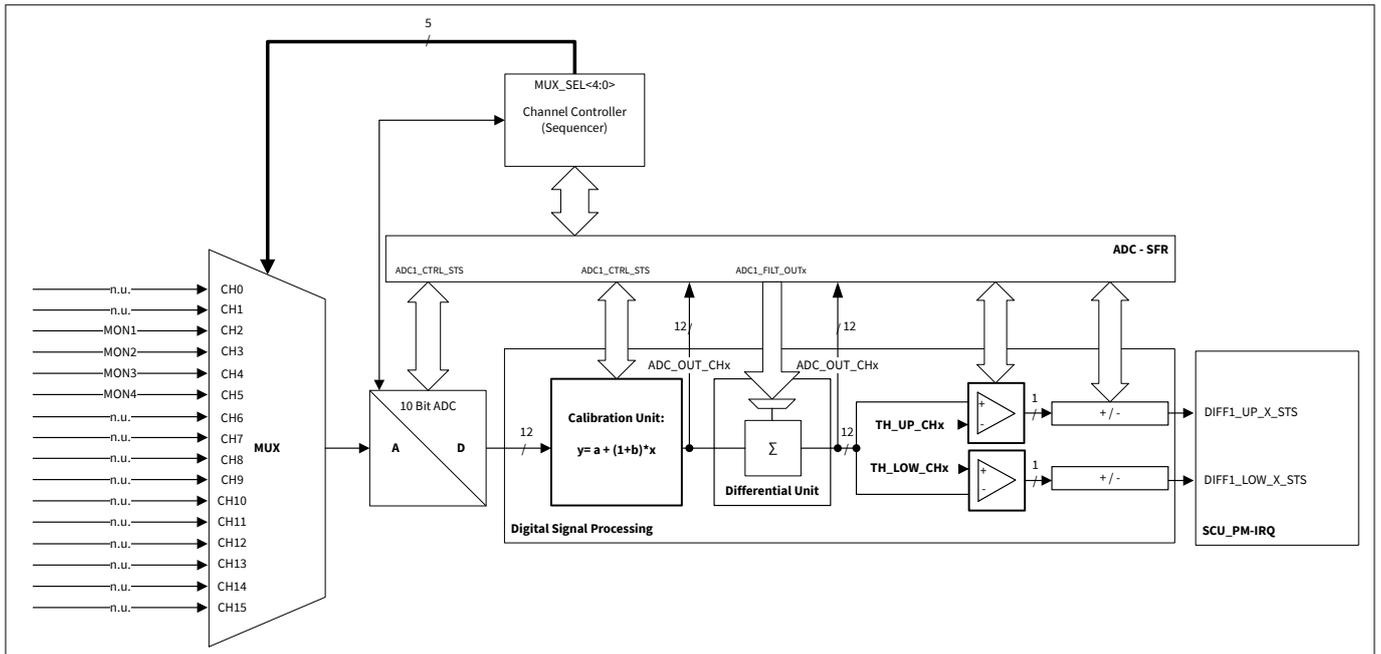 5
MUX_SEL<4:0>
Channel Controller
(Sequencer)
ADC - SFR
ADC1_CTRL_STS
ADC1_CTRL_STS
ADC1_FILT_OUTx
n.u.
CH0
n.u.
CH1
MON1
CH2
MON2
CH3
MON3
CH4
MON4
CH5
n.u.
CH6
n.u.
CH7
n.u.
CH8
n.u.
CH9
n.u.
CH10
n.u.
CH11
n.u.
CH12
n.u.
CH13
n.u.
CH14
n.u.
CH15
MUX
10 Bit ADC
A
D
12
Calibration Unit:
y= a + (1+b)*x
12
ADC_OUT_CHx
Σ
Differential Unit
12
ADC_OUT_CHx
12
TH_UP_CHx
+
-
1
+ / -
TH_LOW_CHx
+
-
1
+ / -
Digital Signal Processing
DIFF1_UP_X_STS
DIFF1_LOW_X_STS
SCU_PM-IRQ